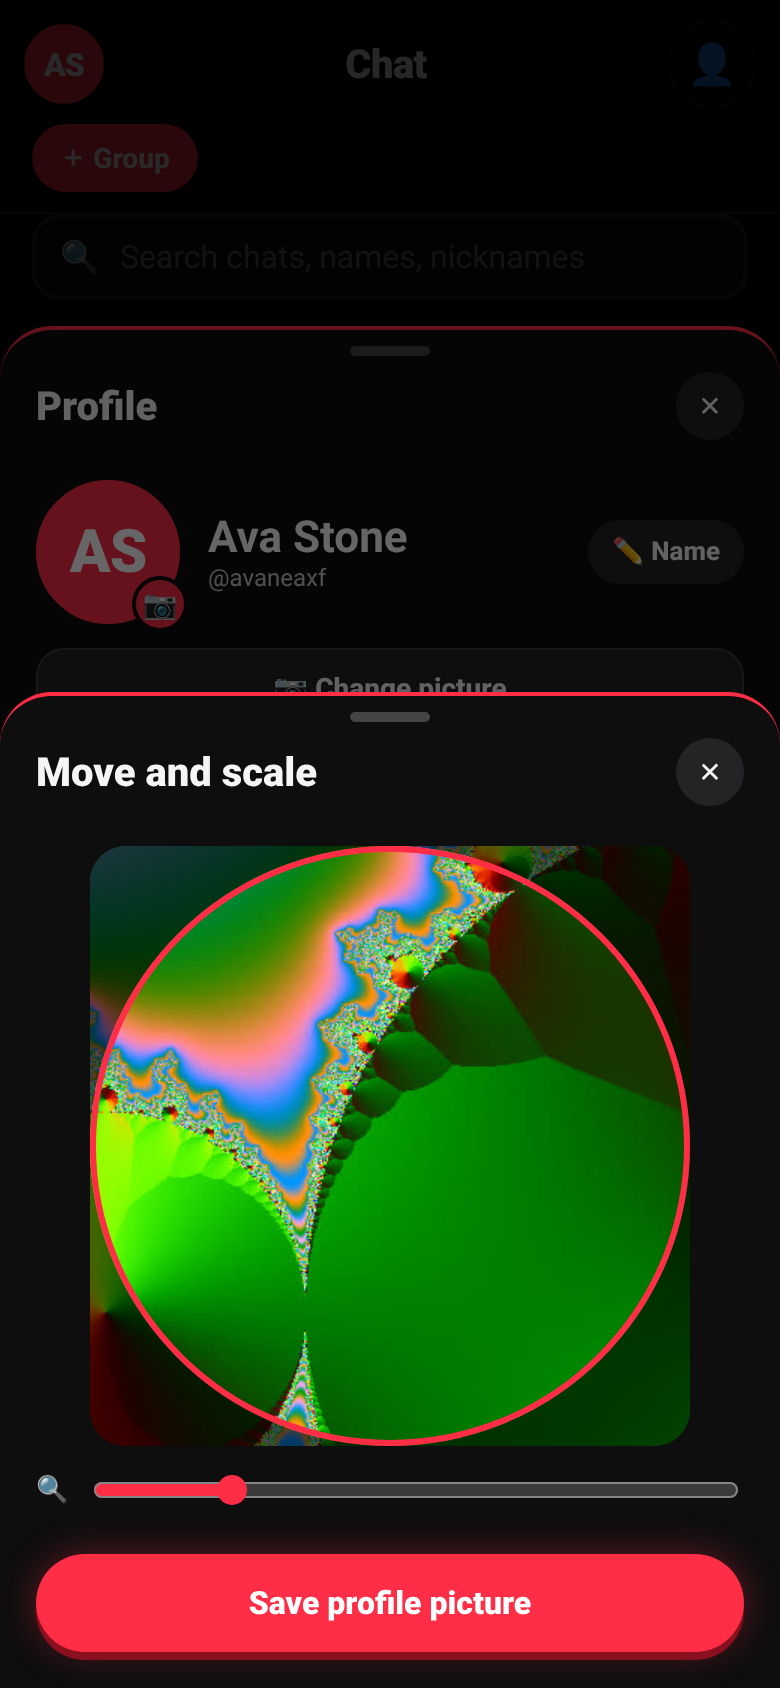 AS
Chat
+ Group
Search chats, names, nicknames
Profile
AS
Ava Stone
@avaneaxf
Name
Change picture
Move and scale
Save profile picture